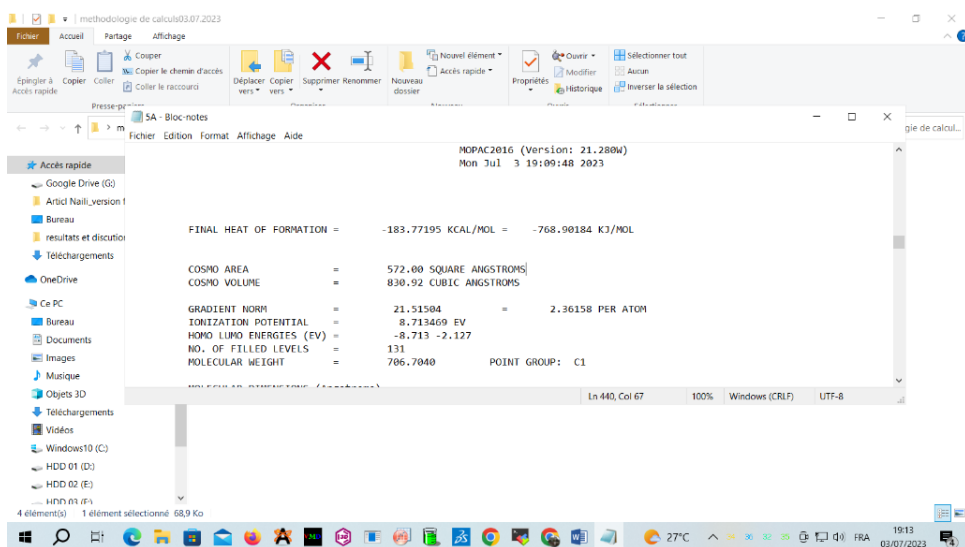 methodologie de calculs03.07.2023
Fichier Accueil Partage Affichage
Épingler à Accès rapide
Copier
Coller
Couper
Copier le chemin d'accès
Coller le raccourci
Déplacer vers
Copier vers
Supprimer
Renommer
Nouveau dossier
Nouvel élément
Accès rapide
Propriétés
Ouvrir
Modifier
Historique
Sélectionner tout
Aucun
Inverser la sélection
5A - Bloc-notes
gie de calcul...
Fichier Edition Format Affichage Aide
MOPAC2016 (Version: 21.280W)
Mon Jul 3 19:09:48 2023
FINAL HEAT OF FORMATION = -183.77195 KCAL/MOL = -768.90184 KJ/MOL
COSMO AREA = 572.00 SQUARE ANGSTROMS
COSMO VOLUME = 830.92 CUBIC ANGSTROMS
GRADIENT NORM = 21.51504 = 2.36158 PER ATOM
IONIZATION POTENTIAL = 8.713469 EV
HOMO LUMO ENERGIES (EV) = -8.713 -2.127
NO. OF FILLED LEVELS = 131
MOLECULAR WEIGHT = 706.7040 POINT GROUP: C1
Ln 440, Col 67 100% Windows (CRLF) UTF-8
Accès rapide
Google Drive (G:)
Articl Naili_version f
Bureau
resultats et discution
Téléchargements
OneDrive
Ce PC
Bureau
Documents
Images
Musique
Objets 3D
Téléchargements
Vidéos
Windows10 (C:)
HDD 01 (D:)
HDD 02 (E:)
4 élément(s) 1 élément sélectionné 68,9 Ko
27°C
FRA
19:13
03/07/2023